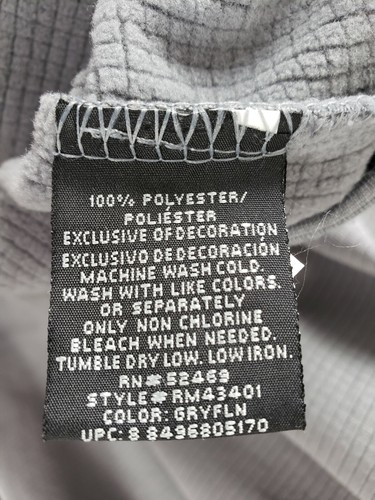 100% POLYESTER/
POLIÉSTER
EXCLUSIVE OF DECORATION
EXCLUSIVO DE DECORACIÓN
MACHINE WASH COLD.
WASH WITH LIKE COLORS.
OR SEPARATELY
ONLY NON CHLORINE
BLEACH WHEN NEEDED.
TUMBLE DRY LOW. LOW IRON.
RN#52469
STYLE#RM43401
COLOR: GRYFLN
UPC: 8 8496805170